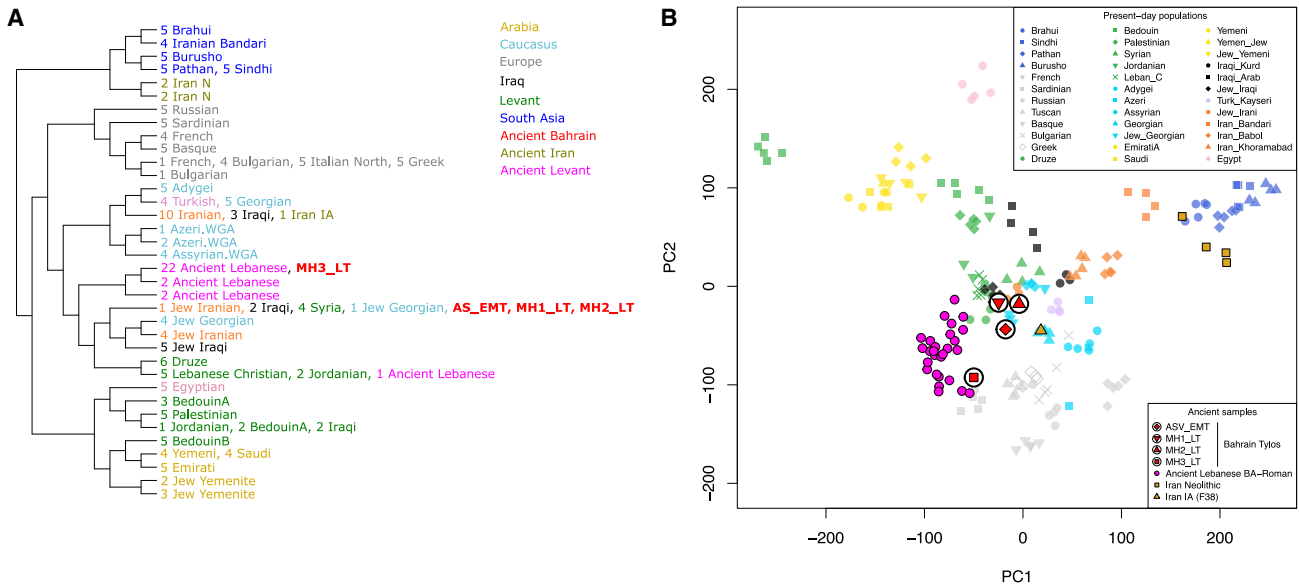 A
5 Brahui
4 Iranian Bandari
5 Burusho
5 Pathan, 5 Sindhi
2 Iran N
2 Iran N
5 Russian
5 Sardinian
4 French
5 Basque
1 French, 4 Bulgarian, 5 Italian North, 5 Greek
1 Bulgarian
5 Adygei
4 Turkish, 5 Georgian
10 Iranian, 3 Iraqi, 1 Iran IA
1 Azeri.WGA
2 Azeri.WGA
4 Assyrian.WGA
22 Ancient Lebanese, MH3_LT
2 Ancient Lebanese
2 Ancient Lebanese
1 Jew Iranian, 2 Iraqi, 4 Syria, 1 Jew Georgian, AS_EMT, MH1_LT, MH2_LT
4 Jew Georgian
4 Jew Iranian
5 Jew Iraqi
6 Druze
5 Lebanese Christian, 2 Jordanian, 1 Ancient Lebanese
5 Egyptian
3 BedouinA
5 Palestinian
1 Jordanian, 2 BedouinA, 2 Iraqi
5 BedouinB
4 Yemeni, 4 Saudi
5 Emirati
2 Jew Yemenite
3 Jew Yemenite
Arabia
Caucasus
Europe
Iraq
Levant
South Asia
Ancient Bahrain
Ancient Iran
Ancient Levant
B
PC2
200
100
0
−100
−200
−200
−100
0
100
200
PC1
Present−day populations
Brahui
Sindhi
Pathan
Burusho
French
Sardinian
Russian
Tuscan
Basque
Bulgarian
Greek
Druze
Bedouin
Palestinian
Syrian
Jordanian
Leban_C
Adygei
Azeri
Assyrian
Georgian
Jew_Georgian
EmiratiA
Saudi
Yemeni
Yemen_Jew
Jew_Yemeni
Iraqi_Kurd
Iraqi_Arab
Jew_Iraqi
Turk_Kayseri
Jew_Irani
Iran_Bandari
Iran_Babol
Iran_Khoramabad
Egypt
Ancient samples
ASV_EMT
MH1_LT
MH2_LT
MH3_LT
Bahrain Tylos
Ancient Lebanese BA−Roman
Iran Neolithic
Iran IA (F38)